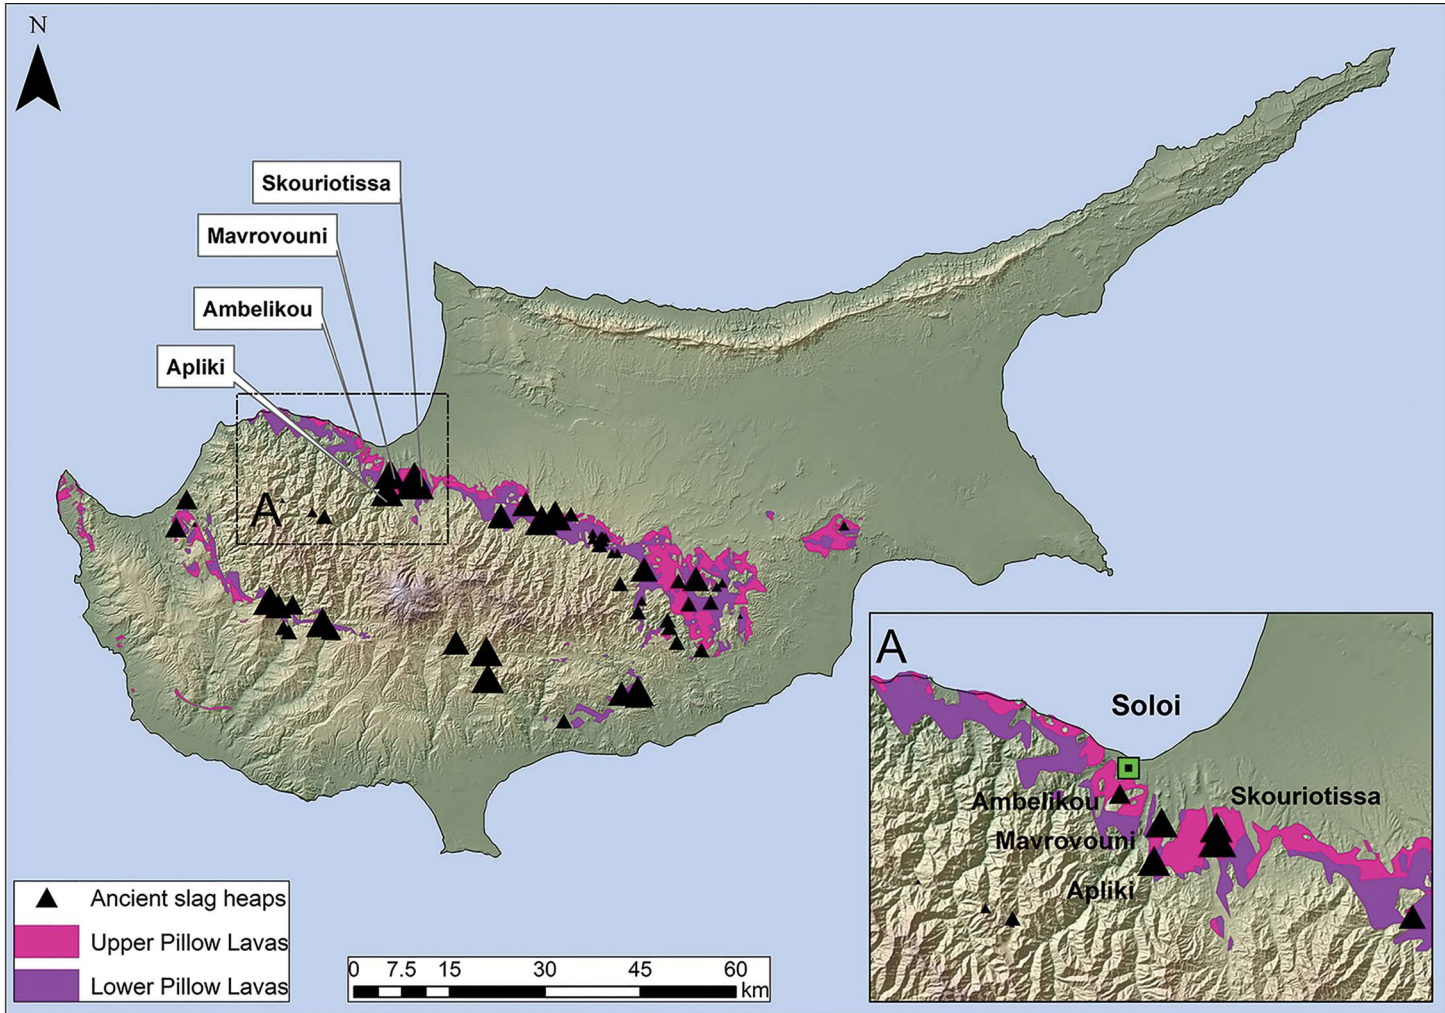 N
Skouriotissa
Mavrovouni
Ambelikou
Apliki
A
A
Soloi
Ambelikou
Skouriotissa
Mavrovouni
Apliki
Ancient slag heaps
Upper Pillow Lavas
Lower Pillow Lavas
0 7.5 15 30 45 60
km